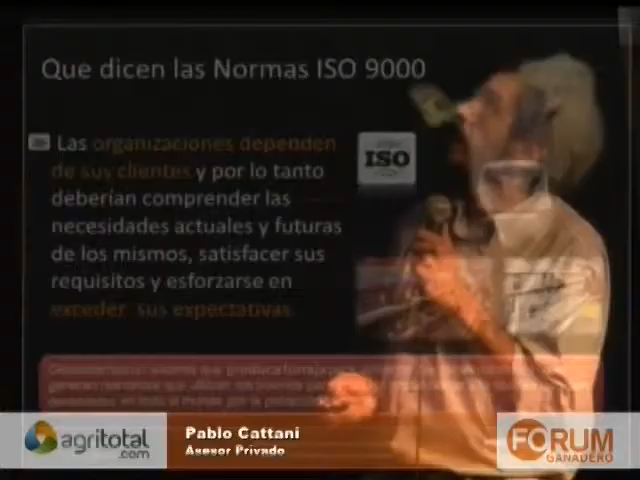 Que dicen las Normas ISO 9000
Las organizaciones dependen
de sus clientes y por lo tanto
deberían comprender las
necesidades actuales y futuras
de los mismos, satisfacer sus
requisitos y esforzarse en
exceder sus expectativas.
ISO
agritotal
.com
Pablo Cattani
Asesor Privado
FORUM
GANADERO